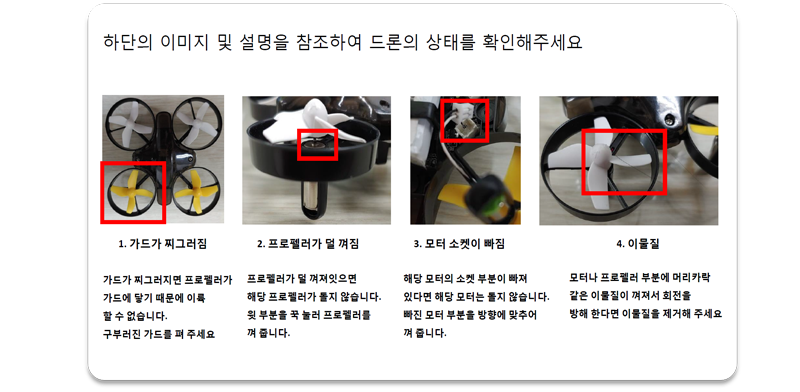 하단의 이미지 및 설명을 참조하여 드론의 상태를 확인해주세요
1. 가드가 찌그러짐
가드가 찌그러지면 프로펠러가
가드에 닿기 때문에 이륙
할 수 없습니다.
구부러진 가드를 펴 주세요
2. 프로펠러가 덜 껴짐
프로펠러가 덜 껴져잇으면
해당 프로펠러가 돌지 않습니다.
윗 부분을 꾹 눌러 프로펠러를
껴 줍니다.
3. 모터 소켓이 빠짐
해당 모터의 소켓 부분이 빠져
있다면 해당 모터는 돌지 않습니다.
빠진 모터 부분을 방향에 맞추어
껴 줍니다.
4. 이물질
모터나 프로펠러 부분에 머리카락
같은 이물질이 껴져서 회전을
방해 한다면 이물질을 제거해 주세요